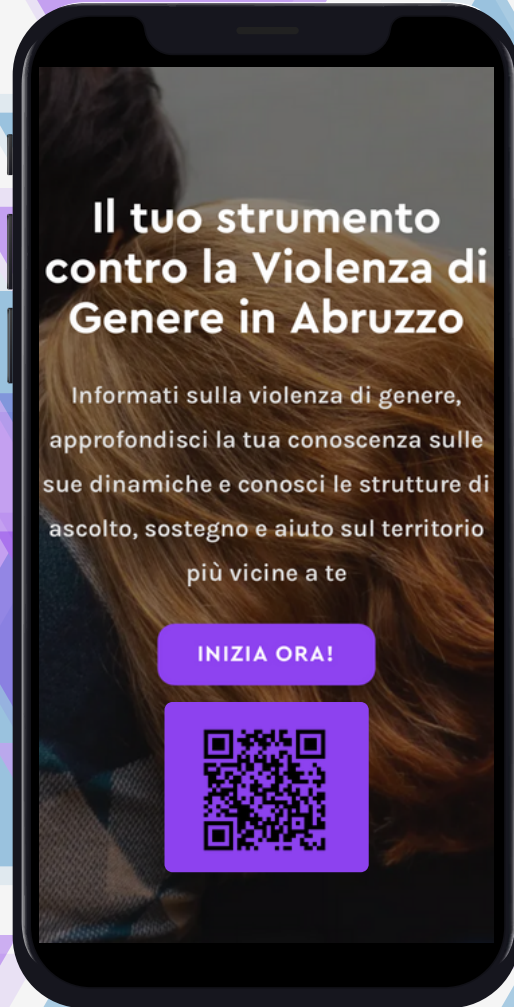 Il tuo strumento
contro la Violenza di
Genere in Abruzzo
Informati sulla violenza di genere,
approfondisci la tua conoscenza sulle
sue dinamiche e conosci le strutture di
ascolto, sostegno e aiuto sul territorio
più vicine a te
INIZIA ORA!